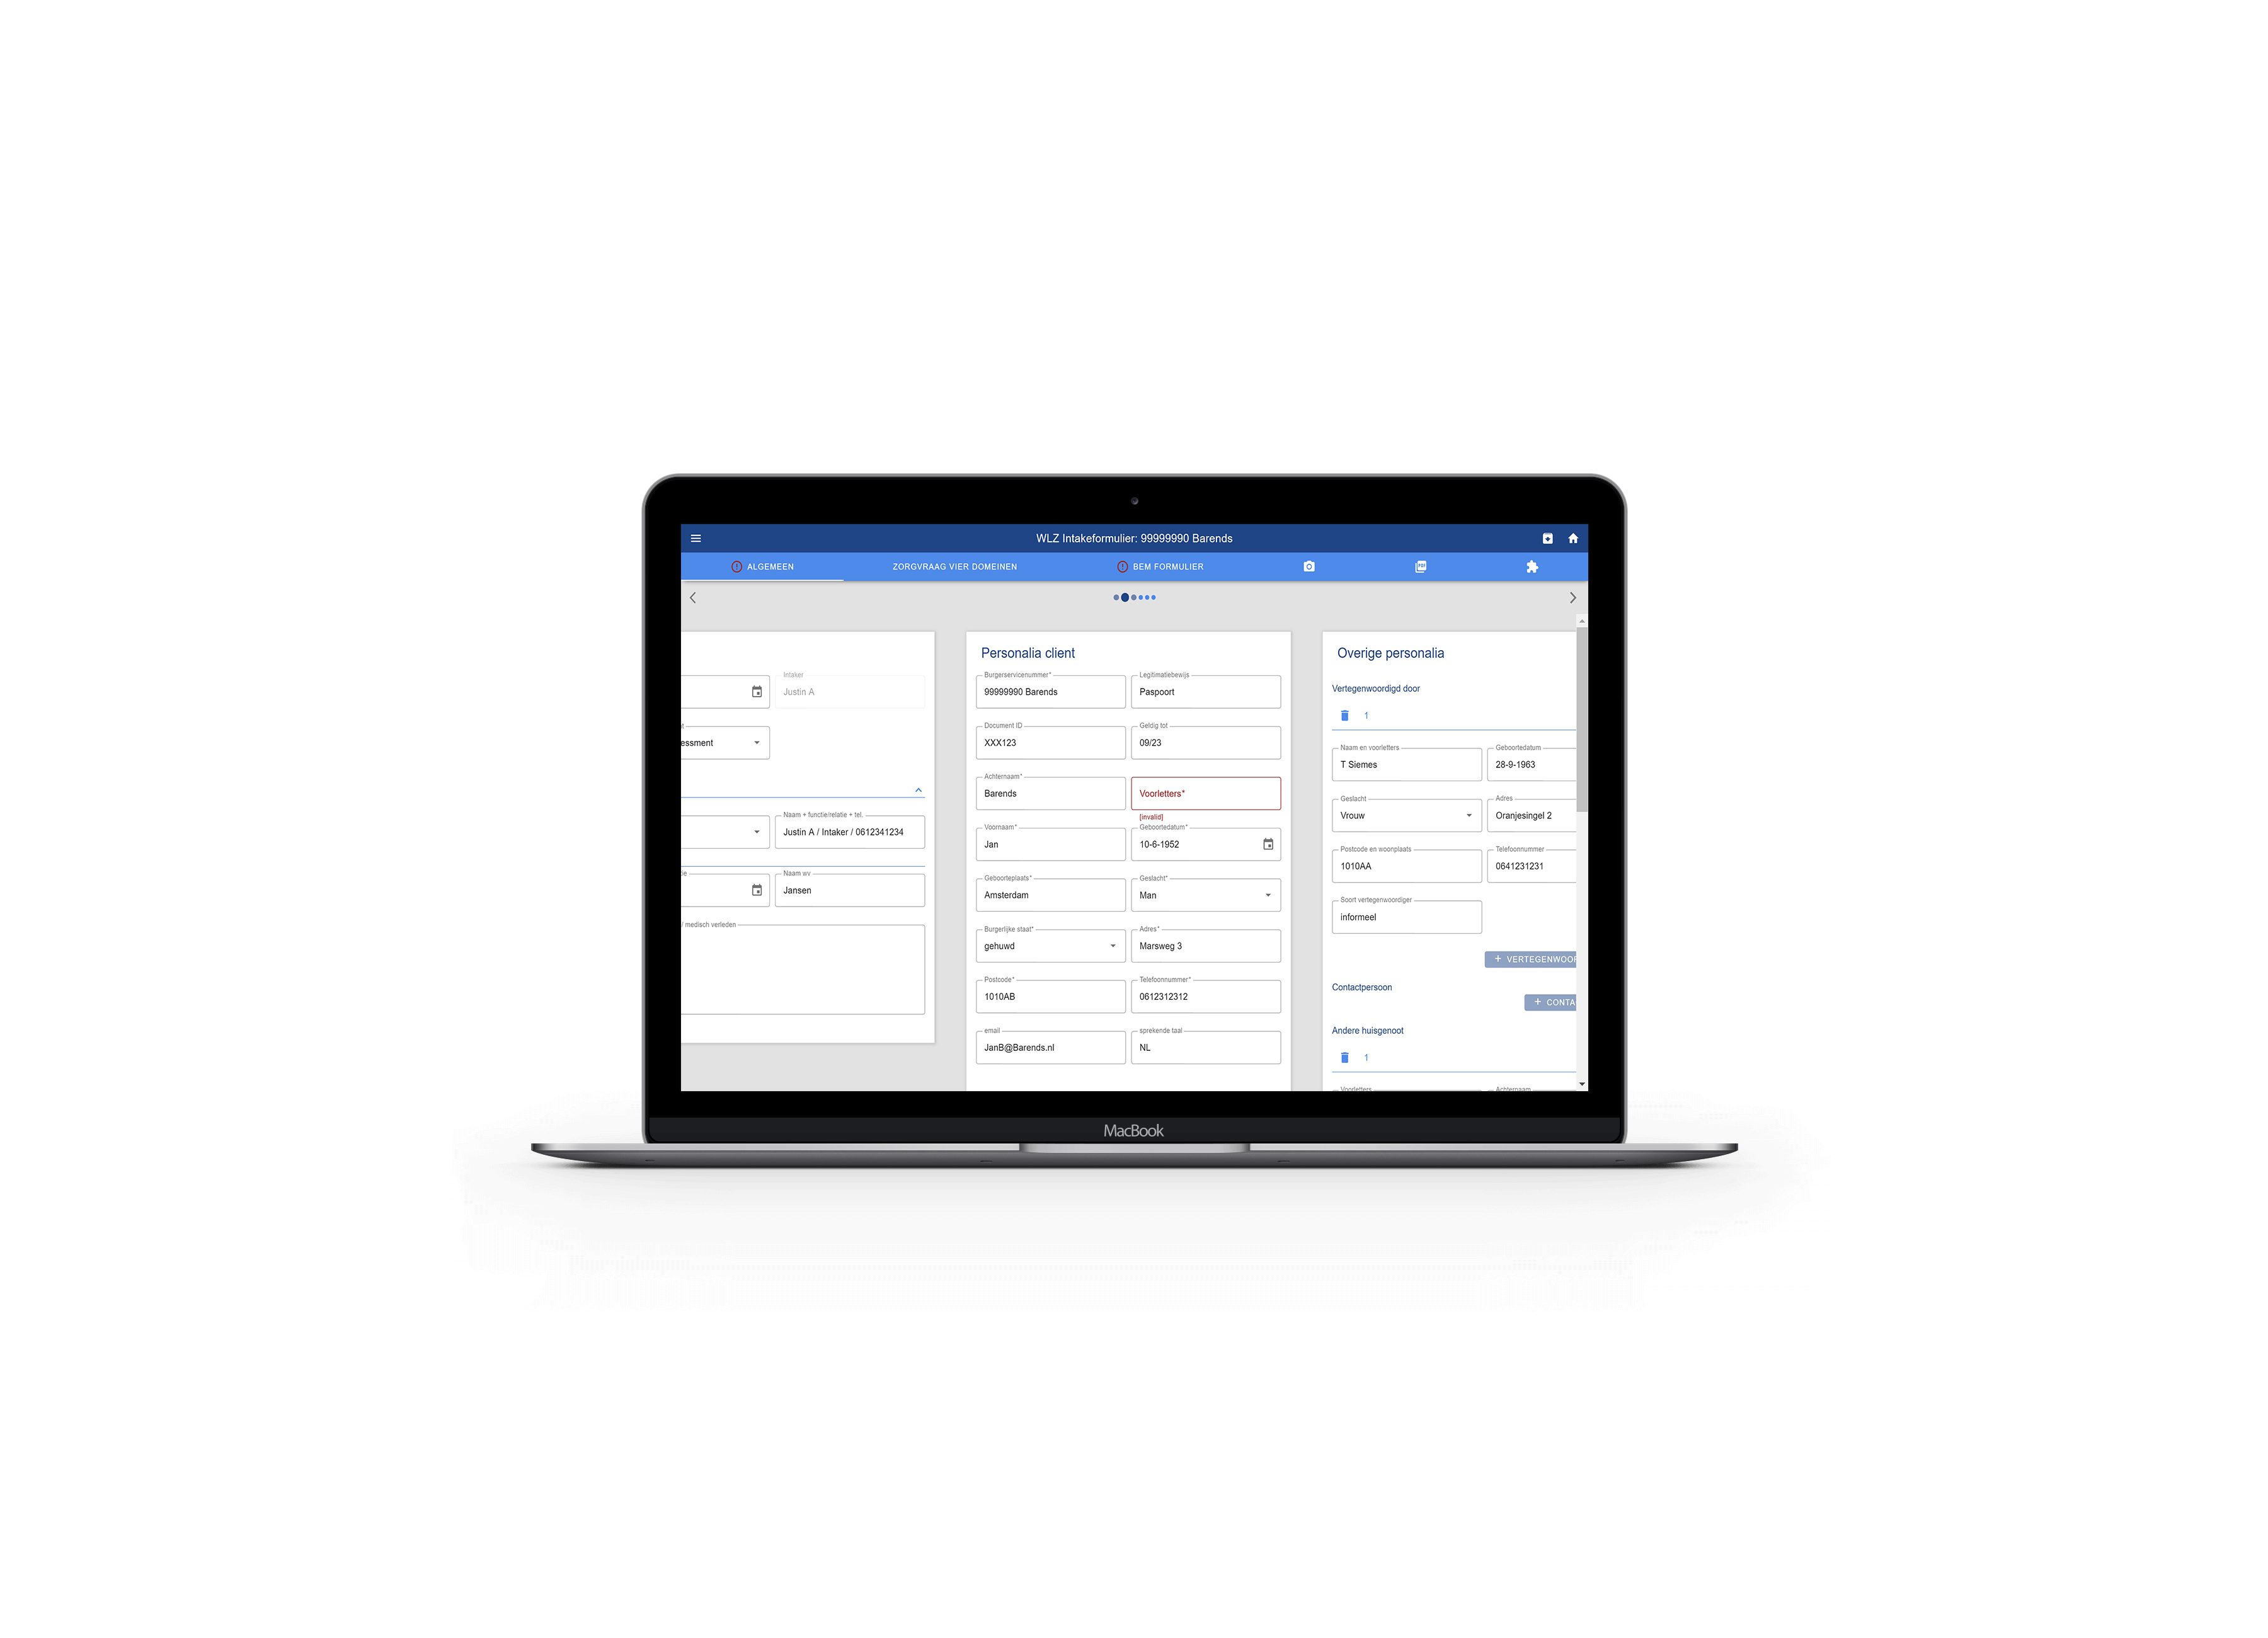 WLZ Intakeformulier: 99999990 Barends
ALGEMEEN
ZORGVRAAG VIER DOMEINEN
BEM FORMULIER
PDF
Intaker
Justin A
essment
Naam + functie/relatie + tel.
Justin A / Intaker / 0612341234
Naam wv
Jansen
/ medisch verleden
Personalia client
Burgerservicenummer*
99999990 Barends
Legitimatiebewijs
Paspoort
Document ID
XXX123
Geldig tot
09/23
Achternaam*
Barends
Voorletters*
[invalid]
Voornaam*
Jan
Geboortedatum*
10-6-1952
Geboorteplaats*
Amsterdam
Geslacht*
Man
Burgerlijke staat*
gehuwd
Adres*
Marsweg 3
Postcode*
1010AB
Telefoonnummer*
0612312312
email
JanB@Barends.nl
sprekende taal
NL
Overige personalia
Vertegenwoordigd door
1
Naam en voorletters
T Siemes
Geboortedatum
28-9-1963
Geslacht
Vrouw
Adres
Oranjesingel 2
Postcode en woonplaats
1010AA
Telefoonnummer
0641231231
Soort vertegenwoordiger
informeel
+ VERTEGENWOOR
Contactpersoon
+ CONTA
Andere huisgenoot
1
Voorletters
Achternaam
MacBook